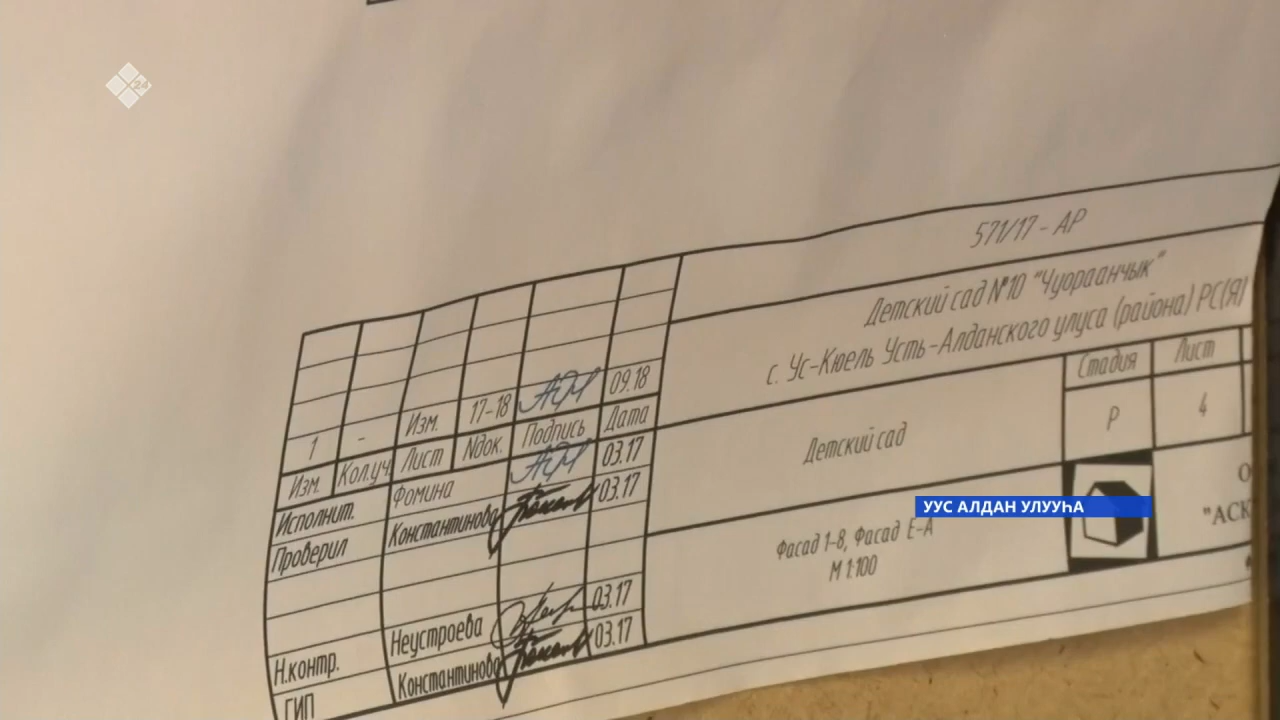 24
571/17 - АР
Детский сад №10 "Чуораанчык"
с. Ус-Кюель Усть-Алданского улуса (района) РС(Я)
1 - Изм. 17-18 09.18
Изм. Кол.уч. Лист Nдок. Подпись Дата
Исполнит. Фомина 03.17
Проверил Константинова 03.17
Н.контр. Неустроева 03.17
ГИП Константинова 03.17
Детский сад
Стадия Лист
Р 4
Фасад 1-8, Фасад Е-А
М 1:100
"АСК
УУС АЛДАН УЛУУҺА